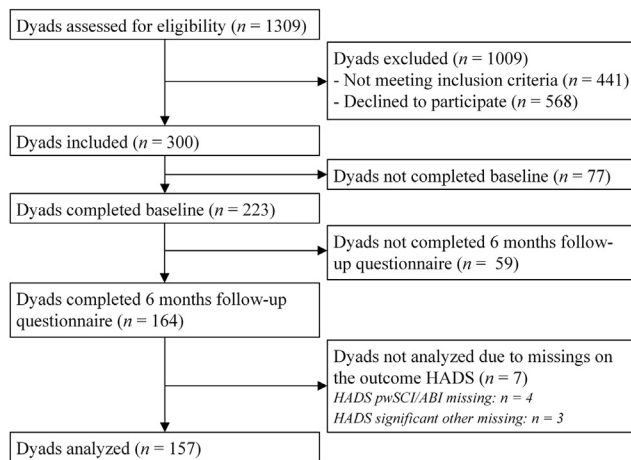 Dyads assessed for eligibility (n = 1309)
Dyads excluded (n = 1009)
- Not meeting inclusion criteria (n = 441)
- Declined to participate (n = 568)
Dyads included (n = 300)
Dyads not completed baseline (n = 77)
Dyads completed baseline (n = 223)
Dyads not completed 6 months follow-
up questionnaire (n = 59)
Dyads completed 6 months follow-up
questionnaire (n = 164)
Dyads not analyzed due to missings on
the outcome HADS (n = 7)
HADS pwSCI/ABI missing: n = 4
HADS significant other missing: n = 3
Dyads analyzed (n = 157)